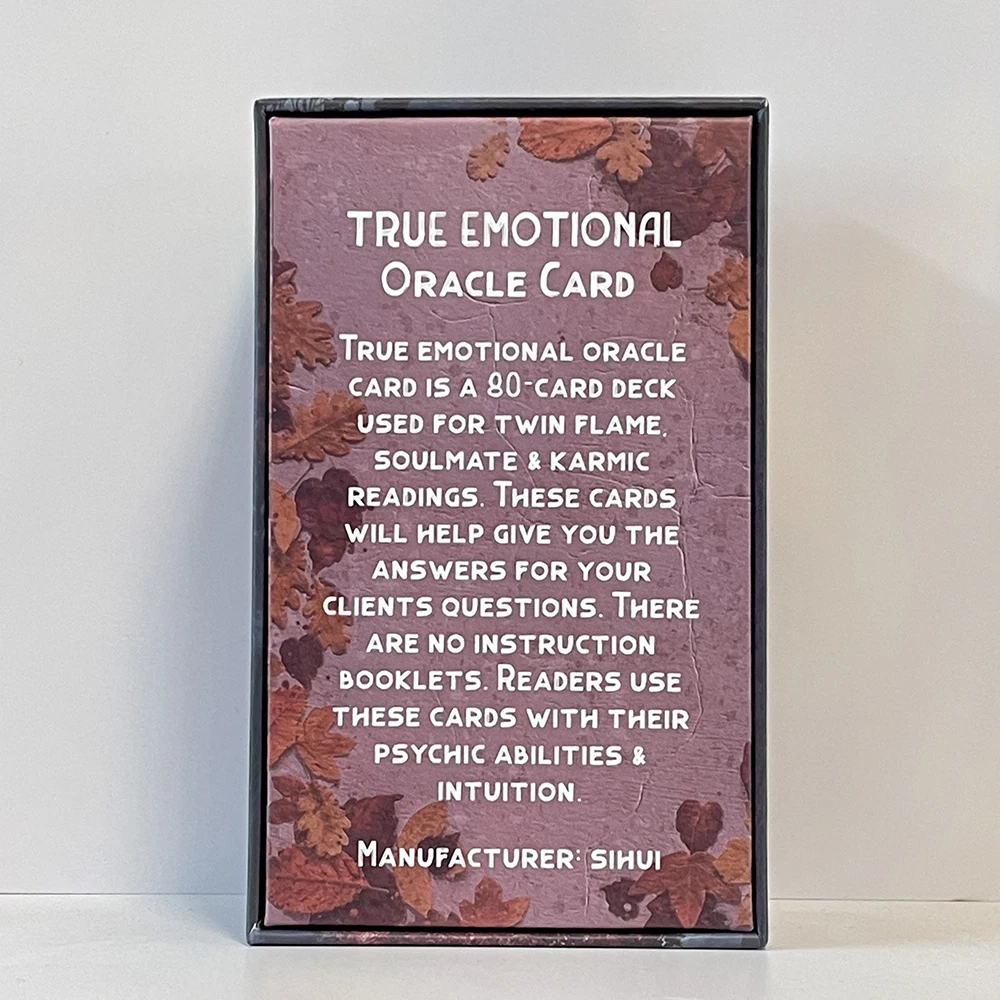 TRUE EMOTIONAL
ORACLE CARD
TRUE EMOTIONAL ORACLE
CARD IS A 80-CARD DECK
USED FOR TWIN FLAME,
SOULMATE & KARMIC
READINGS. THESE CARDS
WILL HELP GIVE YOU THE
ANSWERS FOR YOUR
CLIENTS QUESTIONS. THERE
ARE NO INSTRUCTION
BOOKLETS. READERS USE
THESE CARDS WITH THEIR
PSYCHIC ABILITIES &
INTUITION.
MANUFACTURER: SIHUI